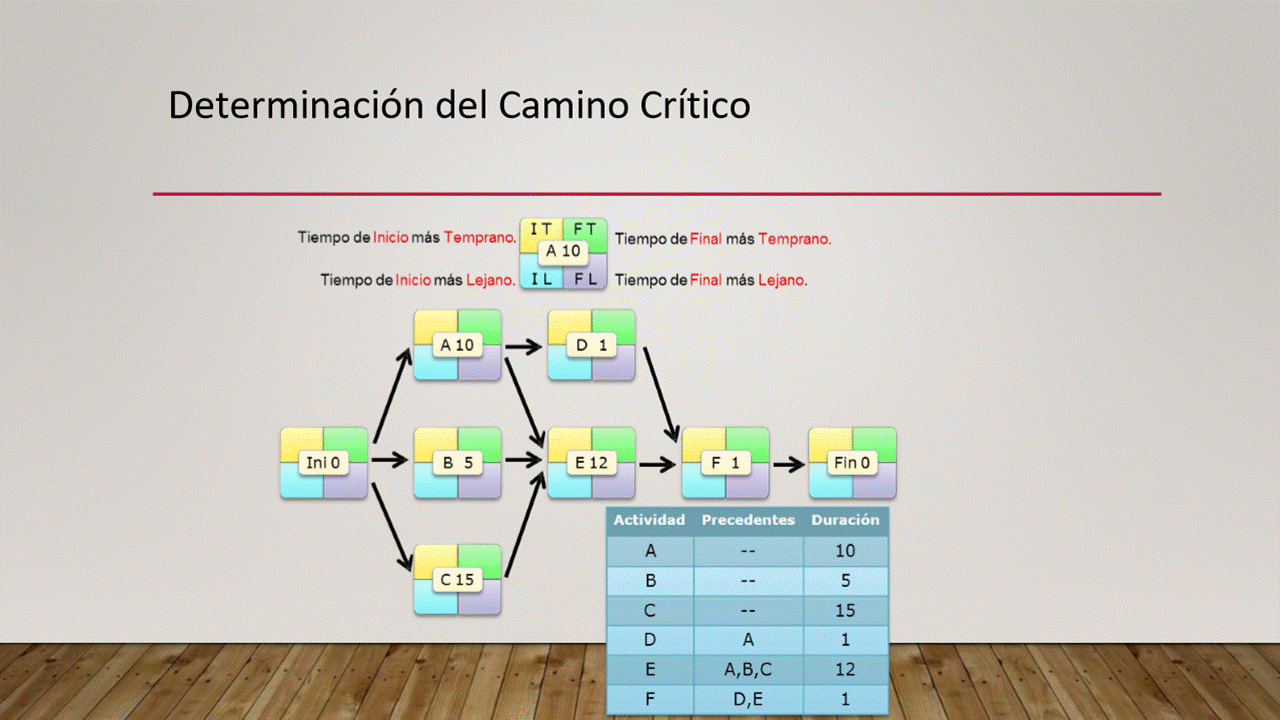 Determinación del Camino Crítico
Tiempo de Inicio más Temprano.
I T
F T
Tiempo de Final más Temprano.
A 10
Tiempo de Inicio más Lejano.
I L
F L
Tiempo de Final más Lejano.
A 10
D 1
Ini 0
B 5
E 12
F 1
Fin 0
C 15
Actividad Precedentes Duración
A -- 10
B -- 5
C -- 15
D A 1
E A,B,C 12
F D,E 1